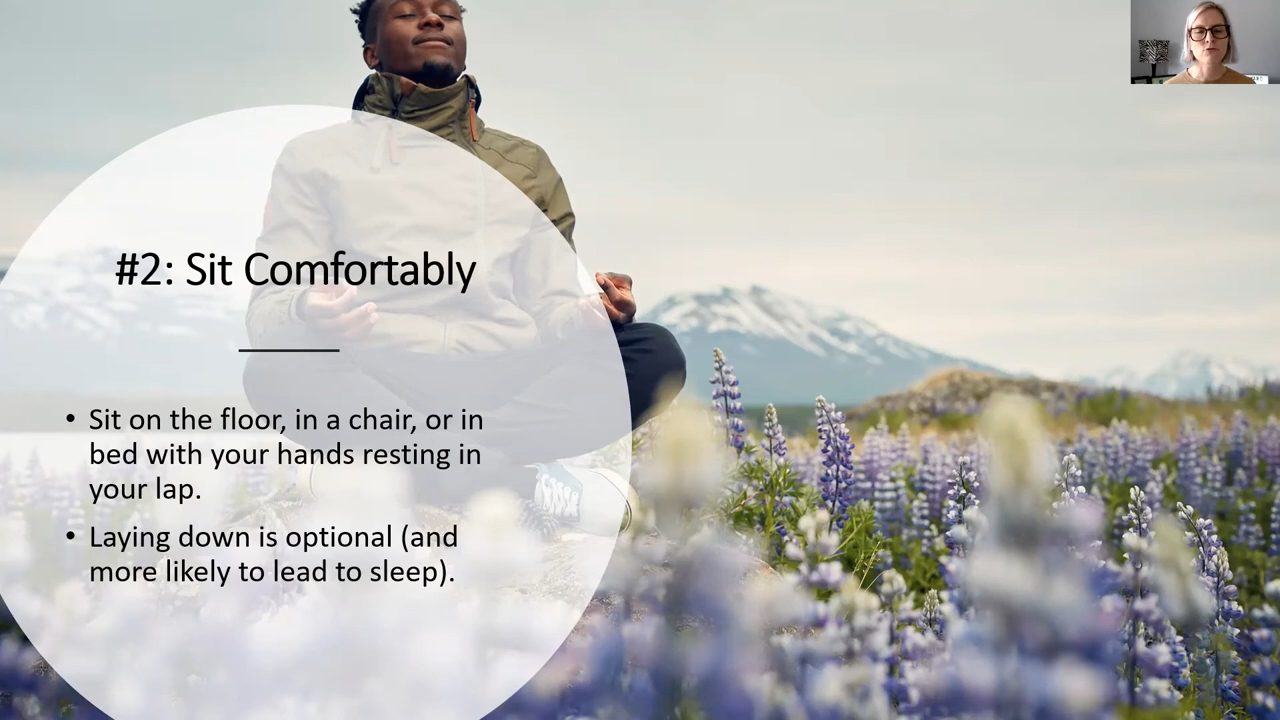 #2: Sit Comfortably
• Sit on the floor, in a chair, or in
bed with your hands resting in
your lap.
• Laying down is optional (and
more likely to lead to sleep).